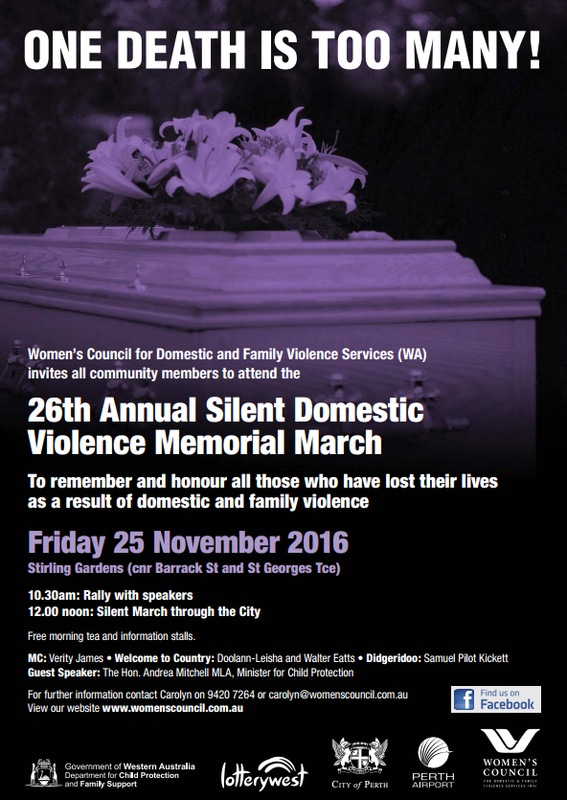 ONE DEATH IS TOO MANY!
Women's Council for Domestic and Family Violence Services (WA)
invites all community members to attend the
26th Annual Silent Domestic
Violence Memorial March
To remember and honour all those who have lost their lives
as a result of domestic and family violence
Friday 25 November 2016
Stirling Gardens (cnr Barrack St and St Georges Tce)
10.30am: Rally with speakers
12.00 noon: Silent March through the City
Free morning tea and information stalls.
MC: Verity James • Welcome to Country: Doolann-Leisha and Walter Eatts • Didgeridoo: Samuel Pilot Kickett
Guest Speaker: The Hon. Andrea Mitchell MLA, Minister for Child Protection
For further information contact Carolyn on 9420 7264 or carolyn@womenscouncil.com.au
View our website www.womenscouncil.com.au
Find us on
Facebook
Government of Western Australia
Department for Child Protection
and Family Support
lotterywest
CITY of PERTH
PERTH
AIRPORT
WOMEN'S
COUNCIL
FOR DOMESTIC & FAMILY
VIOLENCE SERVICES (WA)